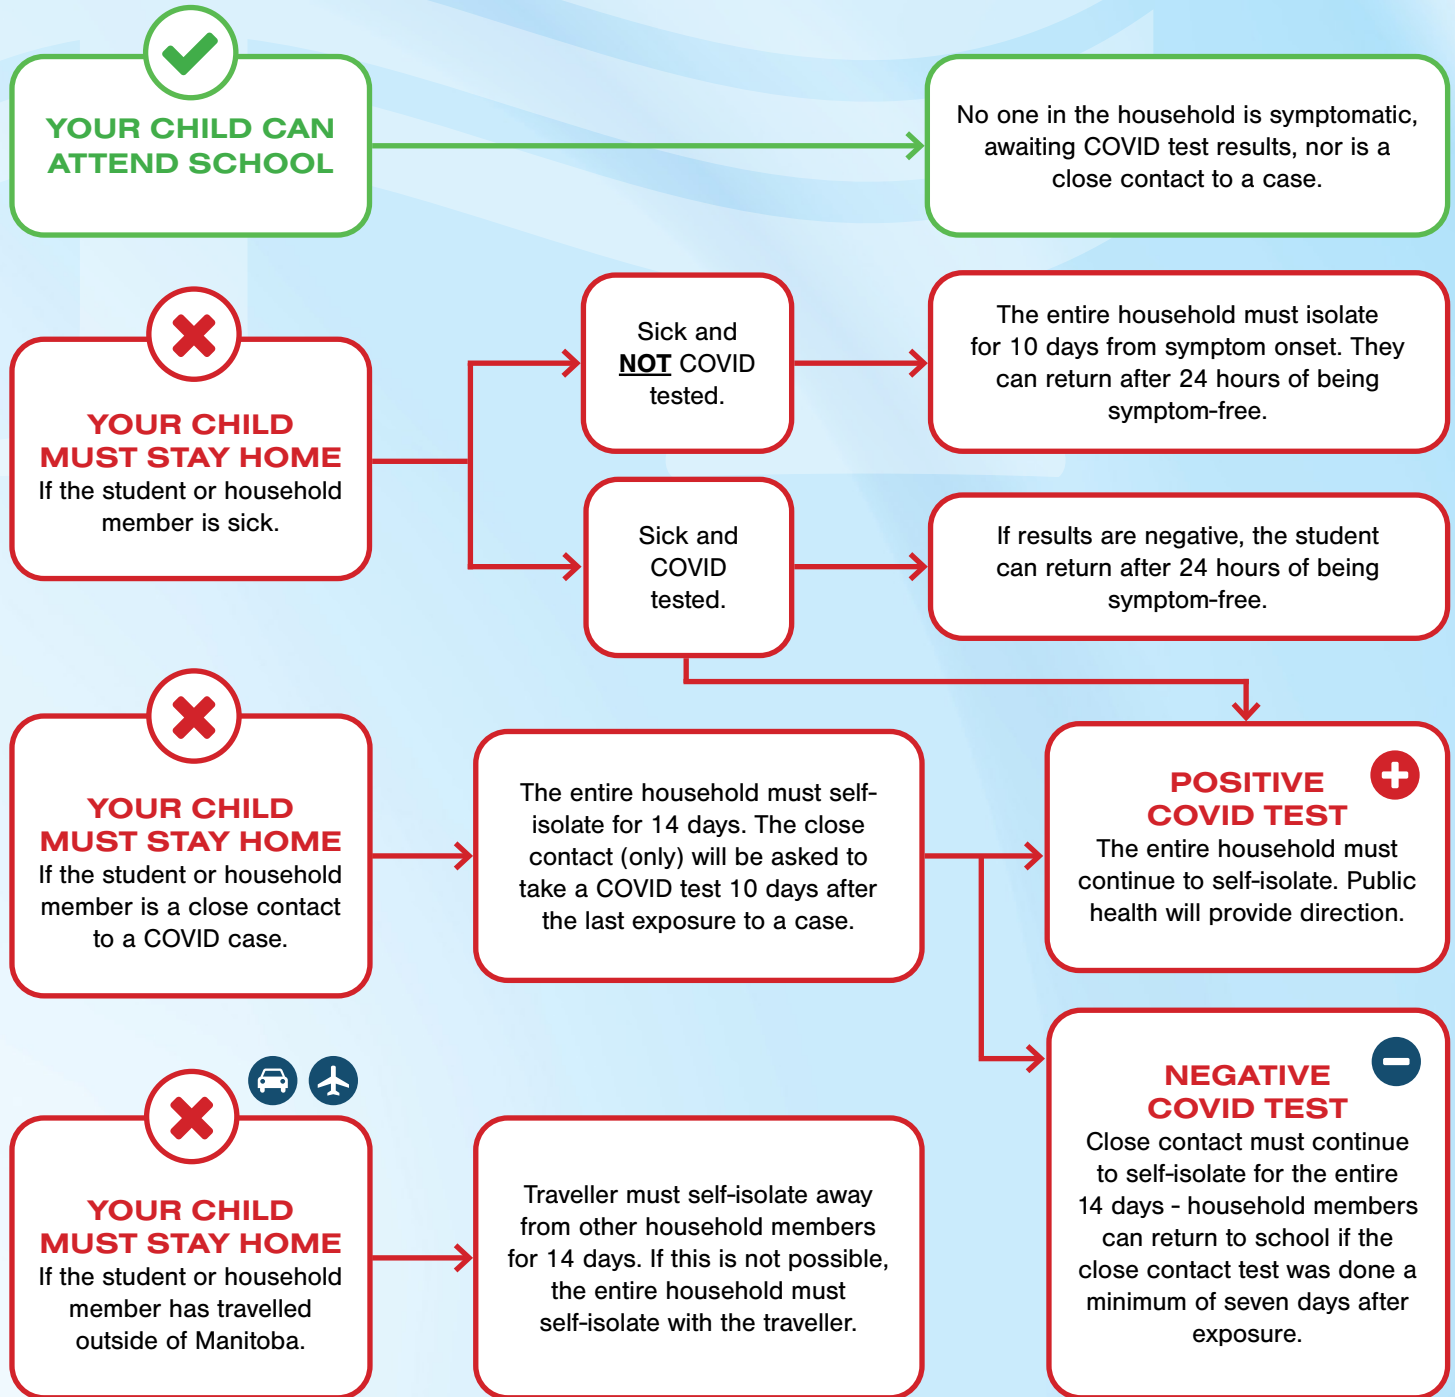 YOUR CHILD CAN
ATTEND SCHOOL
No one in the household is symptomatic,
awaiting COVID test results, nor is a
close contact to a case.
YOUR CHILD
MUST STAY HOME
If the student or household
member is sick.
Sick and
NOT COVID
tested.
The entire household must isolate
for 10 days from symptom onset. They
can return after 24 hours of being
symptom-free.
Sick and
COVID
tested.
If results are negative, the student
can return after 24 hours of being
symptom-free.
YOUR CHILD
MUST STAY HOME
If the student or household
member is a close contact
to a COVID case.
The entire household must self-
isolate for 14 days. The close
contact (only) will be asked to
take a COVID test 10 days after
the last exposure to a case.
POSITIVE
COVID TEST
The entire household must
continue to self-isolate. Public
health will provide direction.
NEGATIVE
COVID TEST
Close contact must continue
to self-isolate for the entire
14 days - household members
can return to school if the
close contact test was done a
minimum of seven days after
exposure.
YOUR CHILD
MUST STAY HOME
If the student or household
member has travelled
outside of Manitoba.
Traveller must self-isolate away
from other household members
for 14 days. If this is not possible,
the entire household must
self-isolate with the traveller.